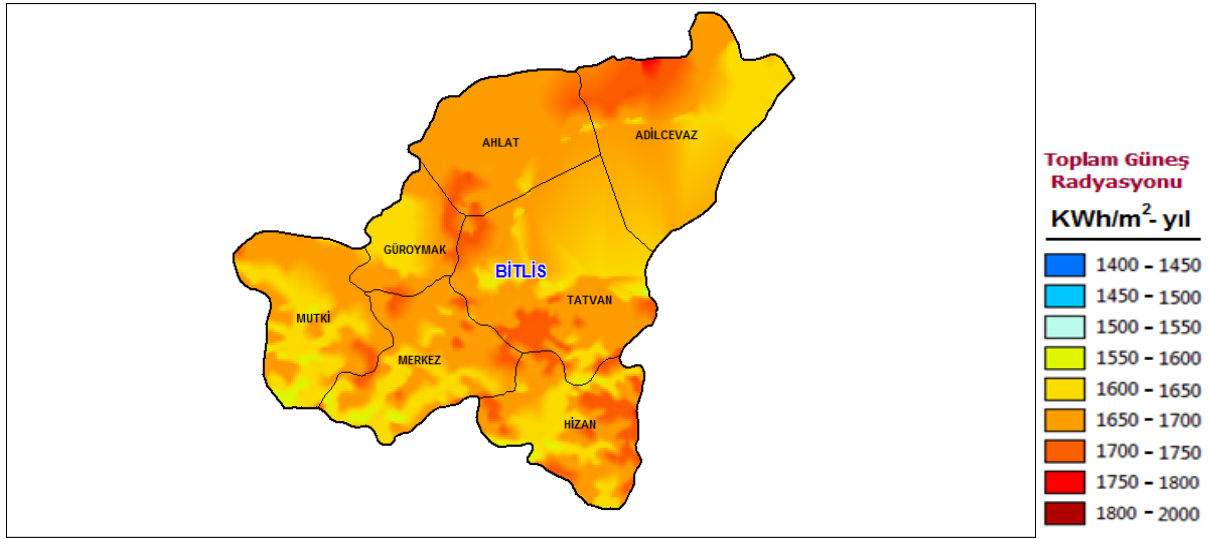 AHLAT
ADİLCEVAZ
GÜROYMAK
BİTLİS
TATVAN
MUTKİ
MERKEZ
HİZAN
Toplam Güneş
Radyasyonu
KWh/m²- yıl
1400 - 1450
1450 - 1500
1500 - 1550
1550 - 1600
1600 - 1650
1650 - 1700
1700 - 1750
1750 - 1800
1800 - 2000